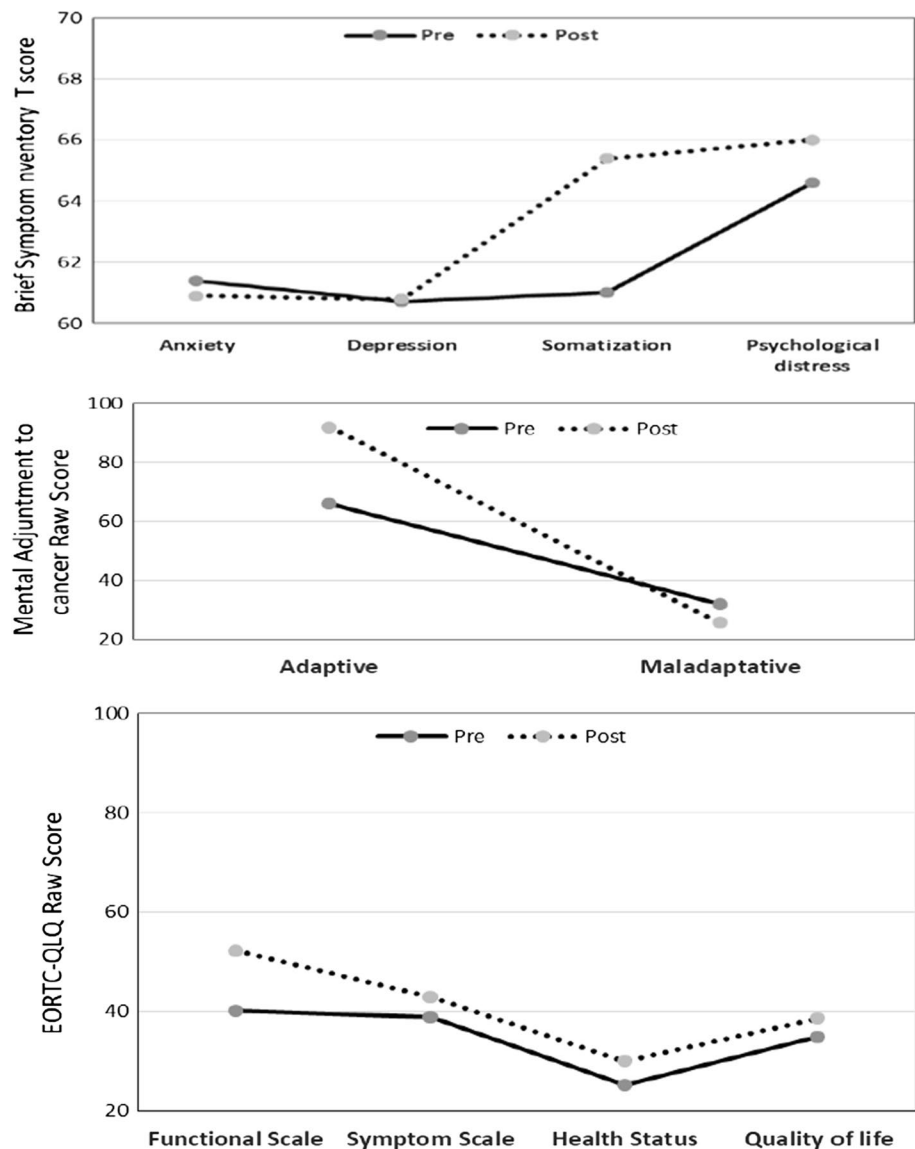 Brief Symptom nventory T score
70
68
66
64
62
60
Pre
Post
Anxiety
Depression
Somatization
Psychological
distress
Mental Adjuntment to
cancer Raw Score
100
80
60
40
20
Pre
Post
Adaptive
Maladaptative
EORTC-QLQ Raw Score
100
80
60
40
20
Pre
Post
Functional Scale
Symptom Scale
Health Status
Quality of life